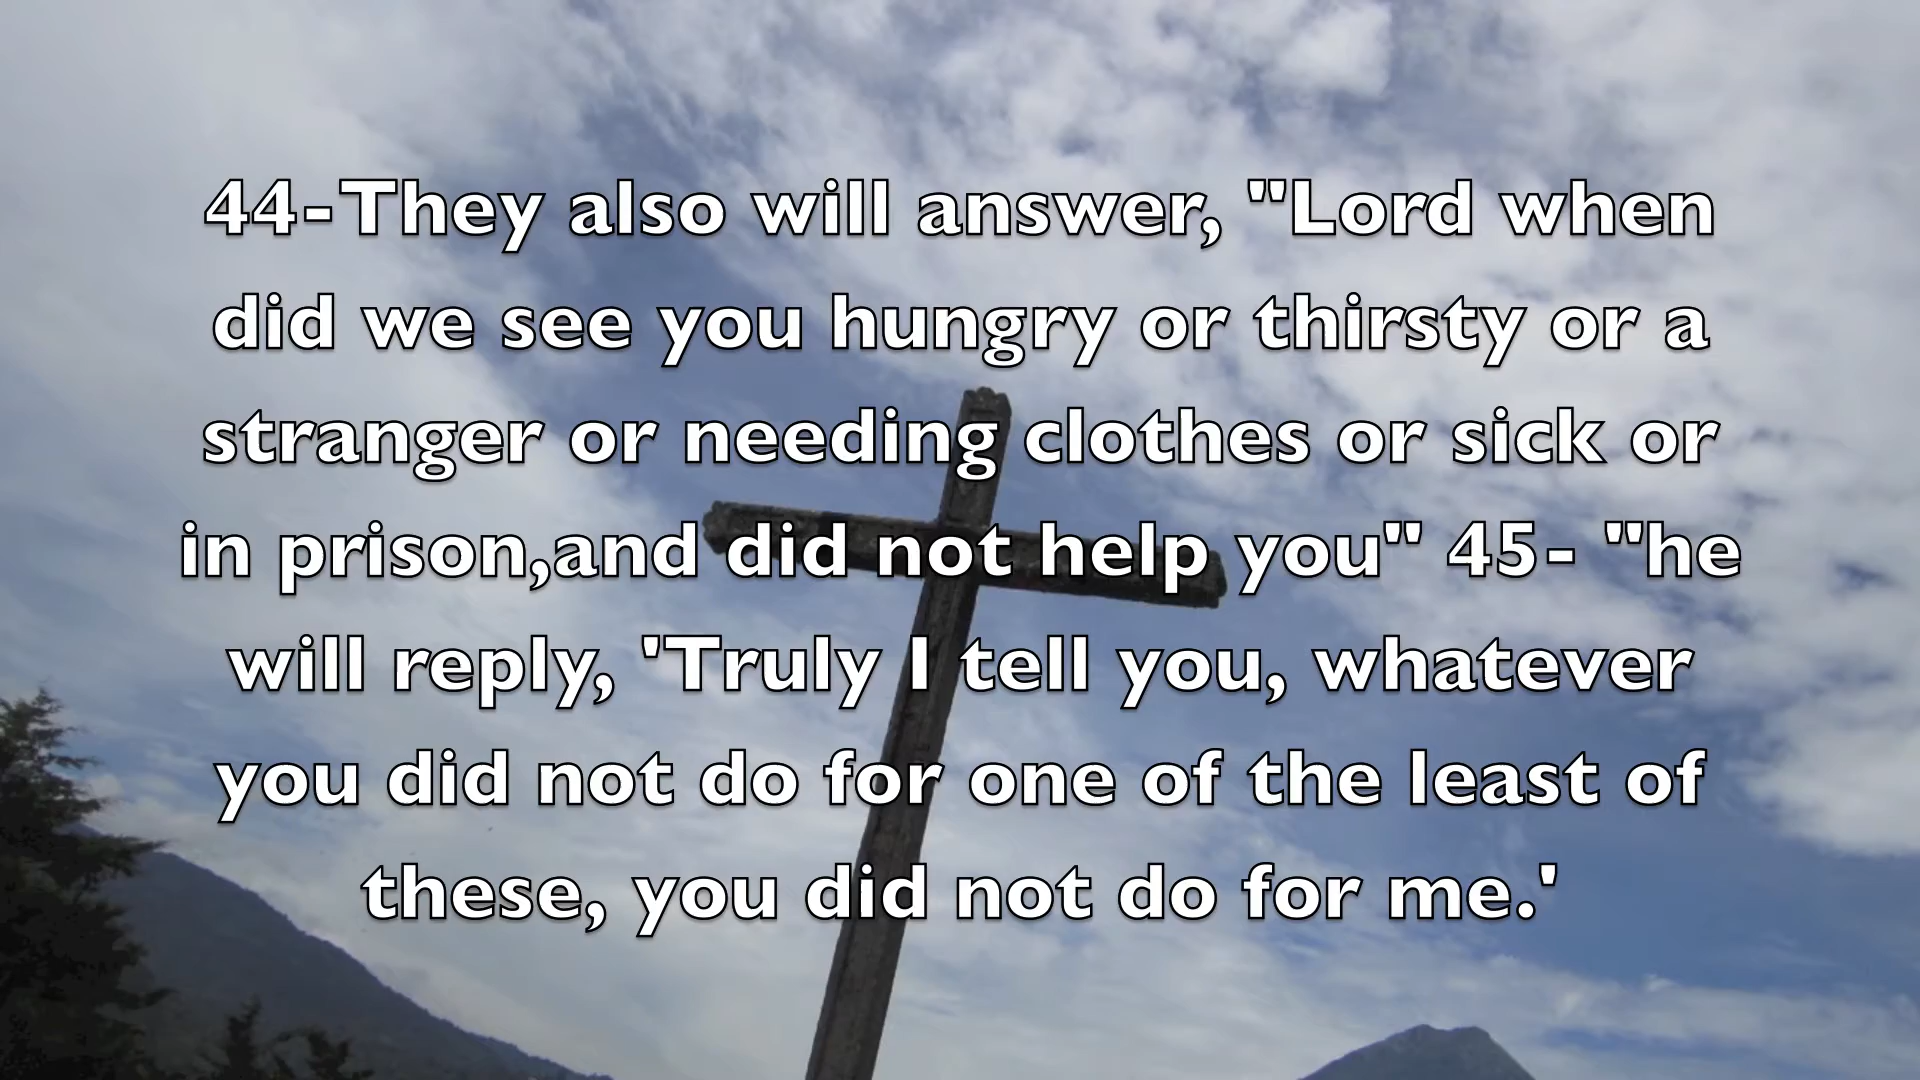 44-They also will answer, "Lord when
did we see you hungry or thirsty or a
stranger or needing clothes or sick or
in prison,and did not help you" 45- "he
will reply, 'Truly I tell you, whatever
you did not do for one of the least of
these, you did not do for me.'